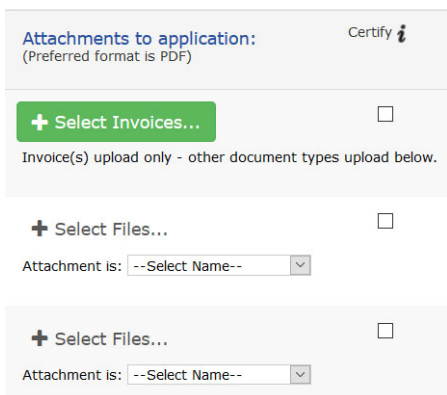 Attachments to application:
Certify i
(Preferred format is PDF)
+ Select Invoices...
Invoice(s) upload only - other document types upload below.
+ Select Files...
Attachment is: --Select Name--
+ Select Files...
Attachment is: --Select Name--